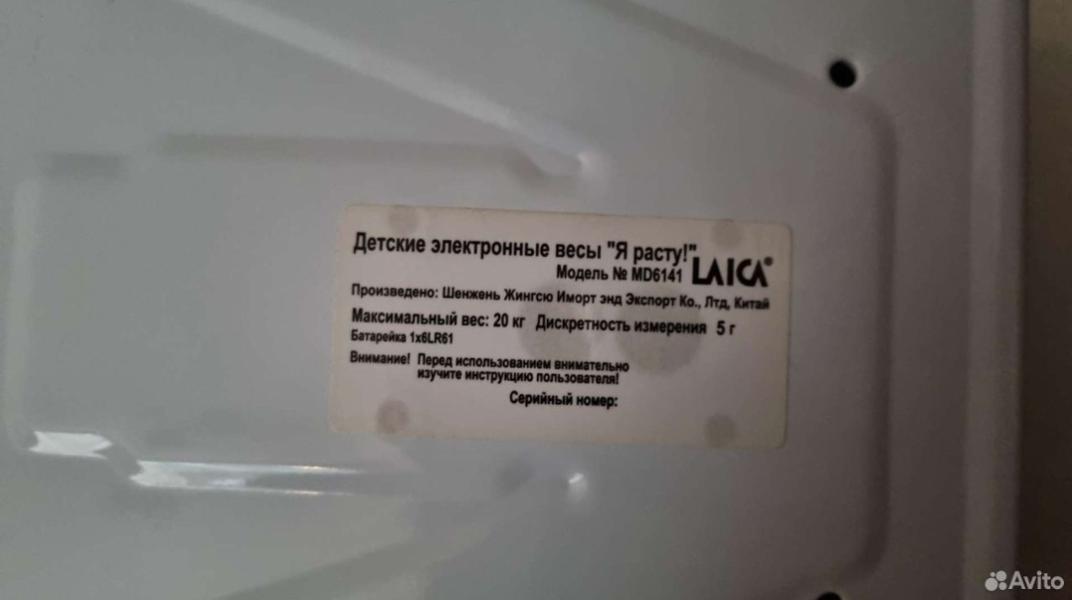 Детские электронные весы "Я расту!"
Модель № MD6141 LAICA®
Произведено: Шенжень Жингсю Иморт энд Экспорт Ко., Лтд, Китай
Максимальный вес: 20 кг Дискретность измерения 5 г
Батарейка 1x6LR61
Внимание! Перед использованием внимательно
изучите инструкцию пользователя!
Серийный номер:
Avito